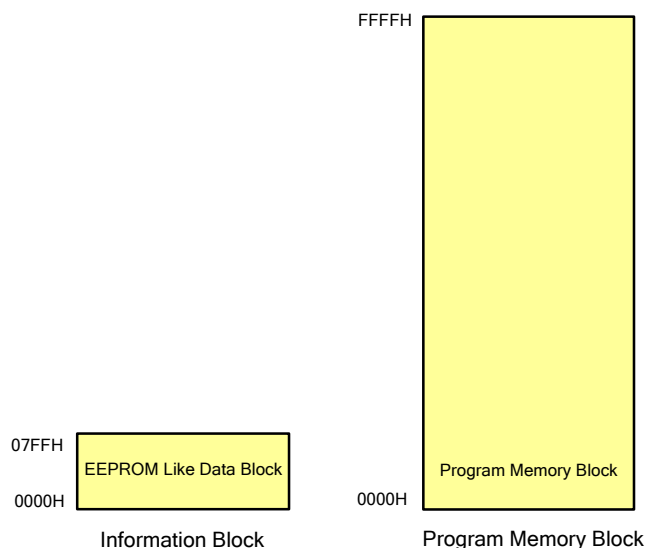 FFFFH
07FFH
EEPROM Like Data Block
Program Memory Block
0000H
0000H
Information Block
Program Memory Block